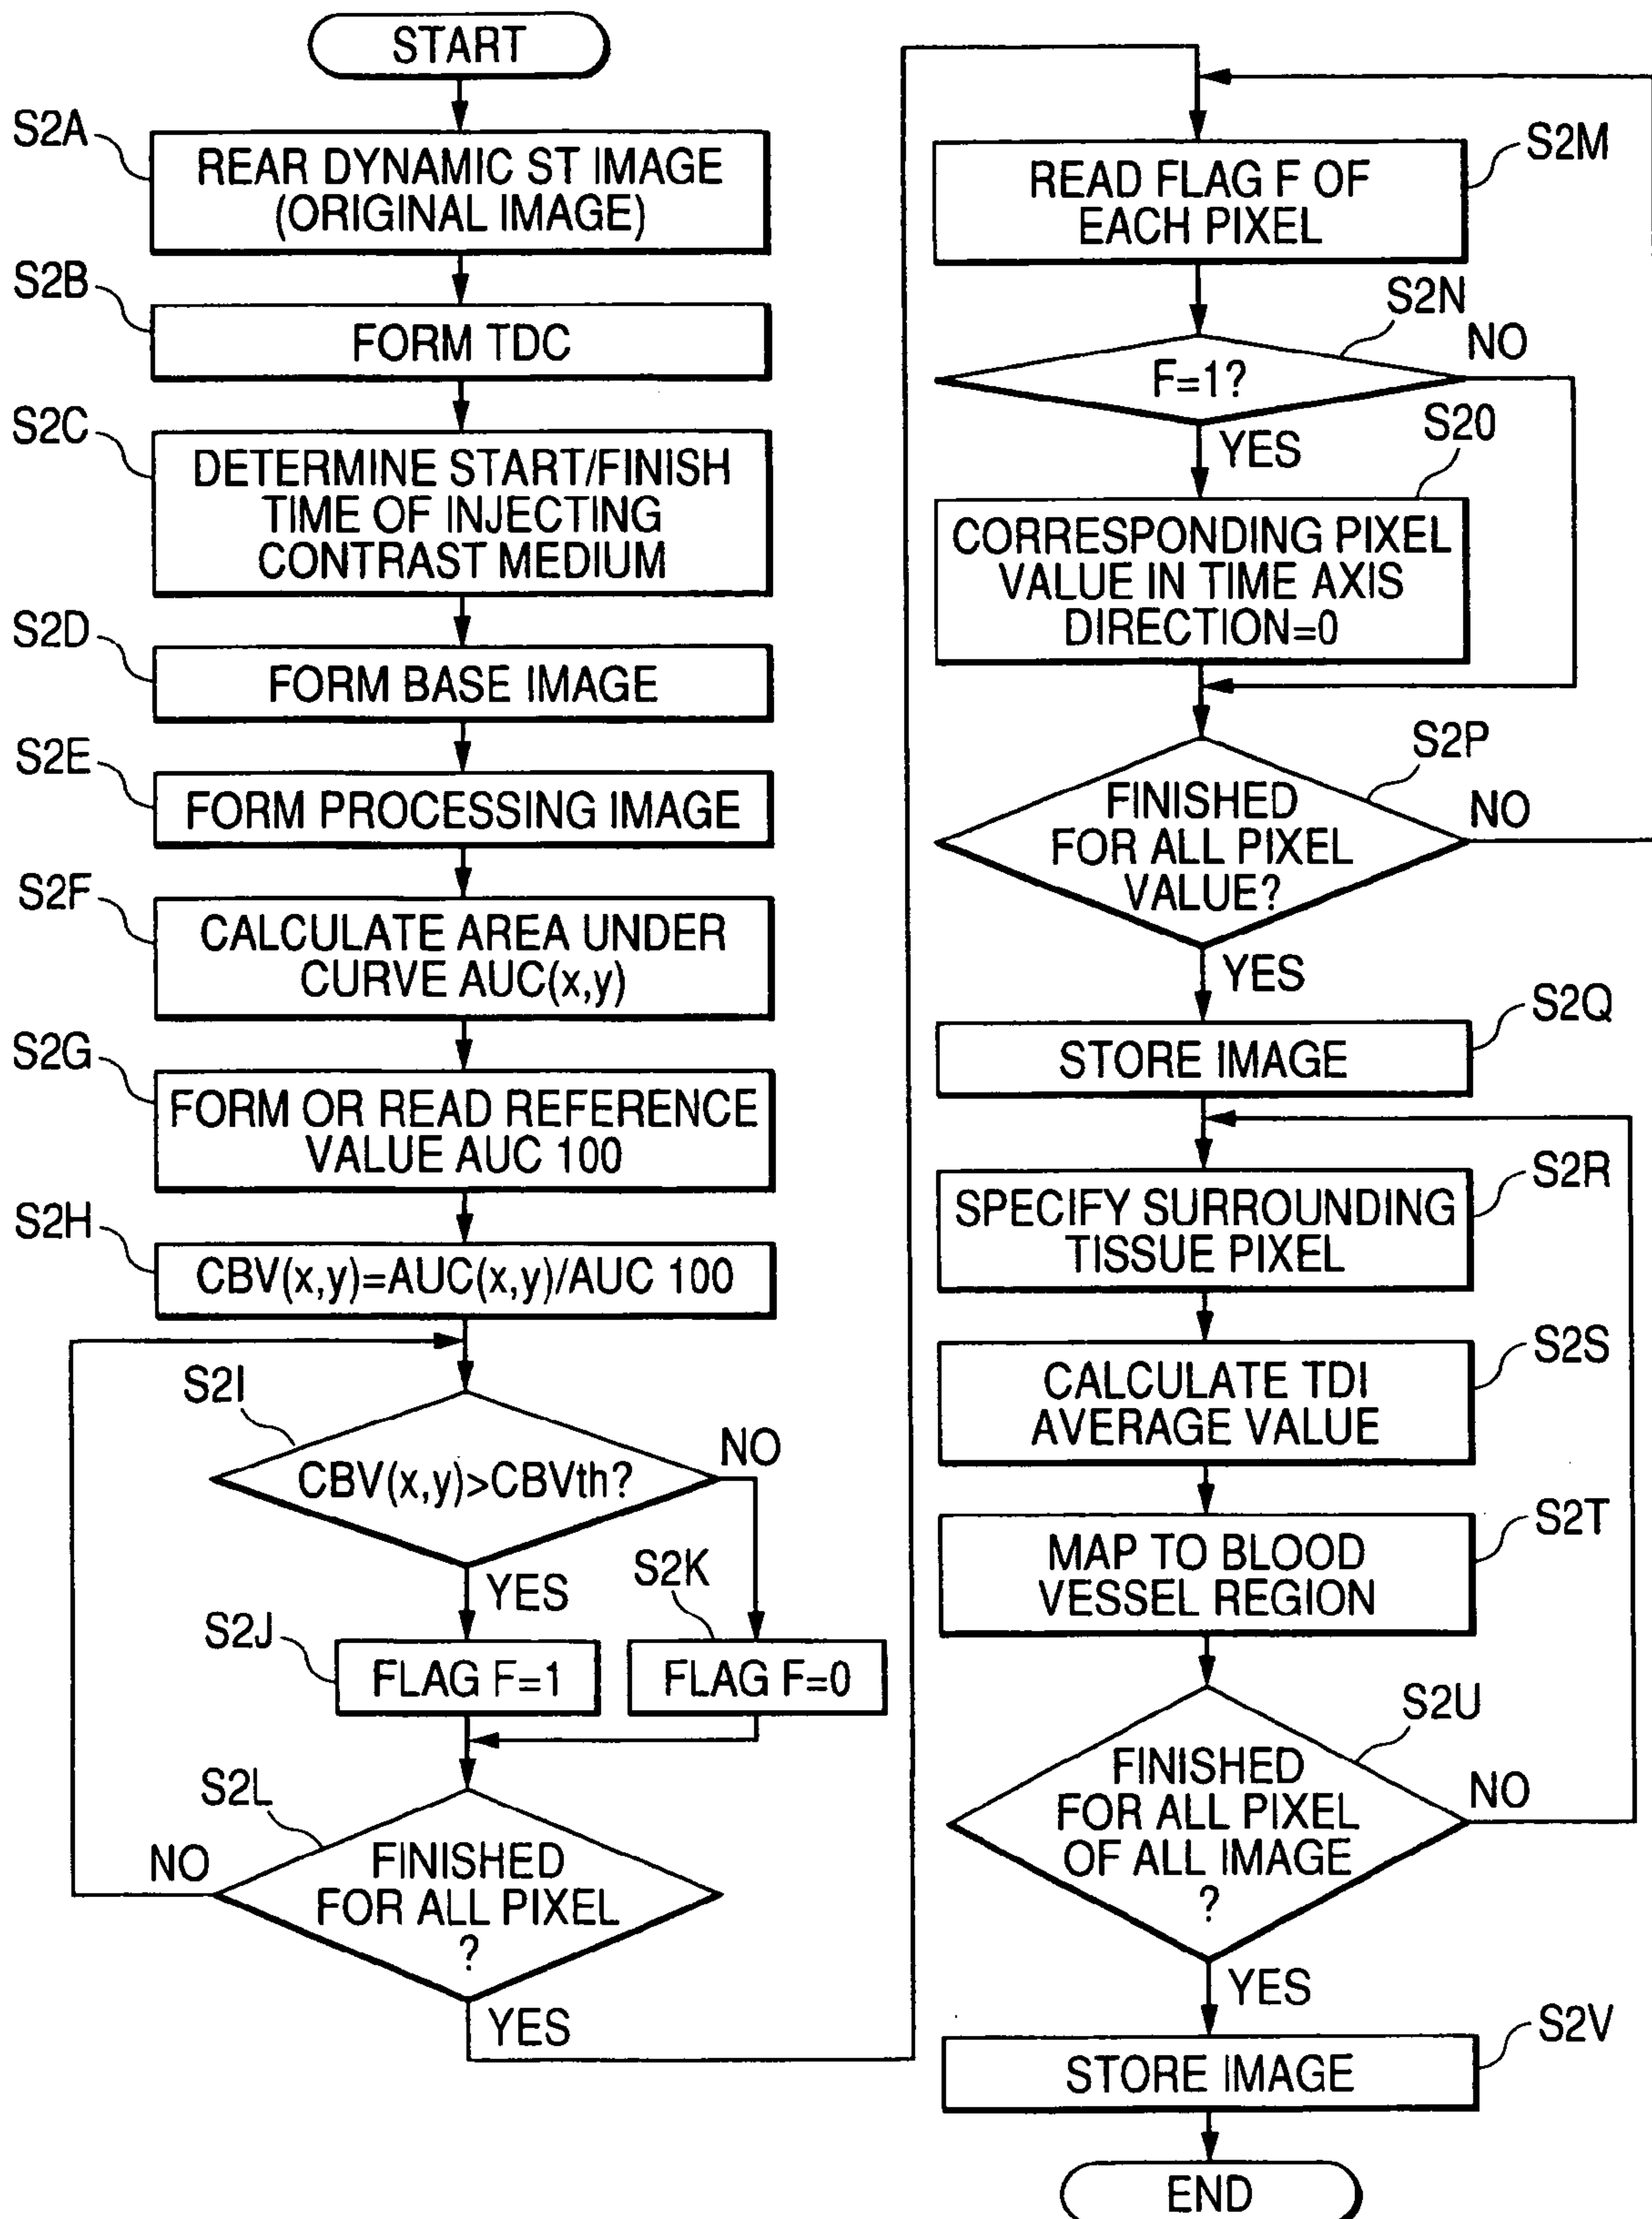 START
S2A
REAR DYNAMIC ST IMAGE
(ORIGINAL IMAGE)
S2B
FORM TDC
S2C
DETERMINE START/FINISH
TIME OF INJECTING
CONTRAST MEDIUM
S2D
FORM BASE IMAGE
S2E
FORM PROCESSING IMAGE
S2F
CALCULATE AREA UNDER
CURVE AUC(x,y)
S2G
FORM OR READ REFERENCE
VALUE AUC 100
S2H
CBV(x,y)=AUC(x,y)/AUC 100
S2I
CBV(x,y)>CBVth?
NO
YES
S2K
S2J
FLAG F=1
FLAG F=0
S2L
NO
FINISHED
FOR ALL PIXEL
?
YES
S2M
READ FLAG F OF
EACH PIXEL
S2N
NO
F=1?
YES
S20
CORRESPONDING PIXEL
VALUE IN TIME AXIS
DIRECTION=0
S2P
NO
FINISHED
FOR ALL PIXEL
VALUE?
YES
S2Q
STORE IMAGE
S2R
SPECIFY SURROUNDING
TISSUE PIXEL
S2S
CALCULATE TDI
AVERAGE VALUE
S2T
MAP TO BLOOD
VESSEL REGION
S2U
NO
FINISHED
FOR ALL PIXEL
OF ALL IMAGE
?
YES
S2V
STORE IMAGE
END